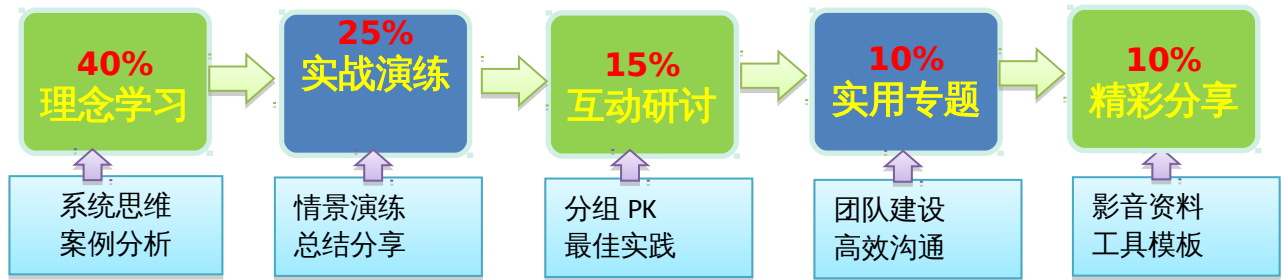 40%
理念学习
25%
实战演练
15%
互动研讨
10%
实用专题
10%
精彩分享
系统思维
案例分析
情景演练
总结分享
分组 PK
最佳实践
团队建设
高效沟通
影音资料
工具模板